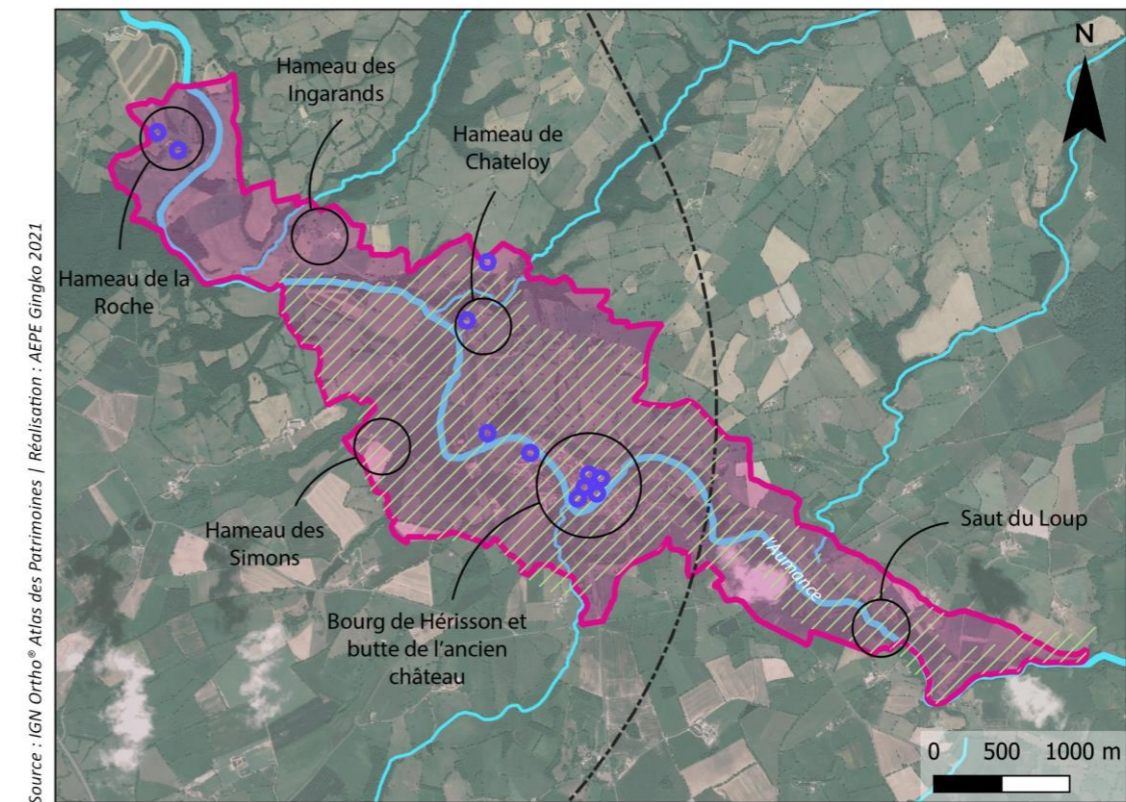 Hameau des
Ingarands
Hameau de
Chateloy
N
Hameau de la
Roche
Hameau des
Simons
Saut du Loup
l'Aumance
Bourg de Hérisson et
butte de l'ancien
château
0 500 1000 m
Source : IGN Ortho® Atlas des Patrimoines | Réalisation : AEPE Gingko 2021